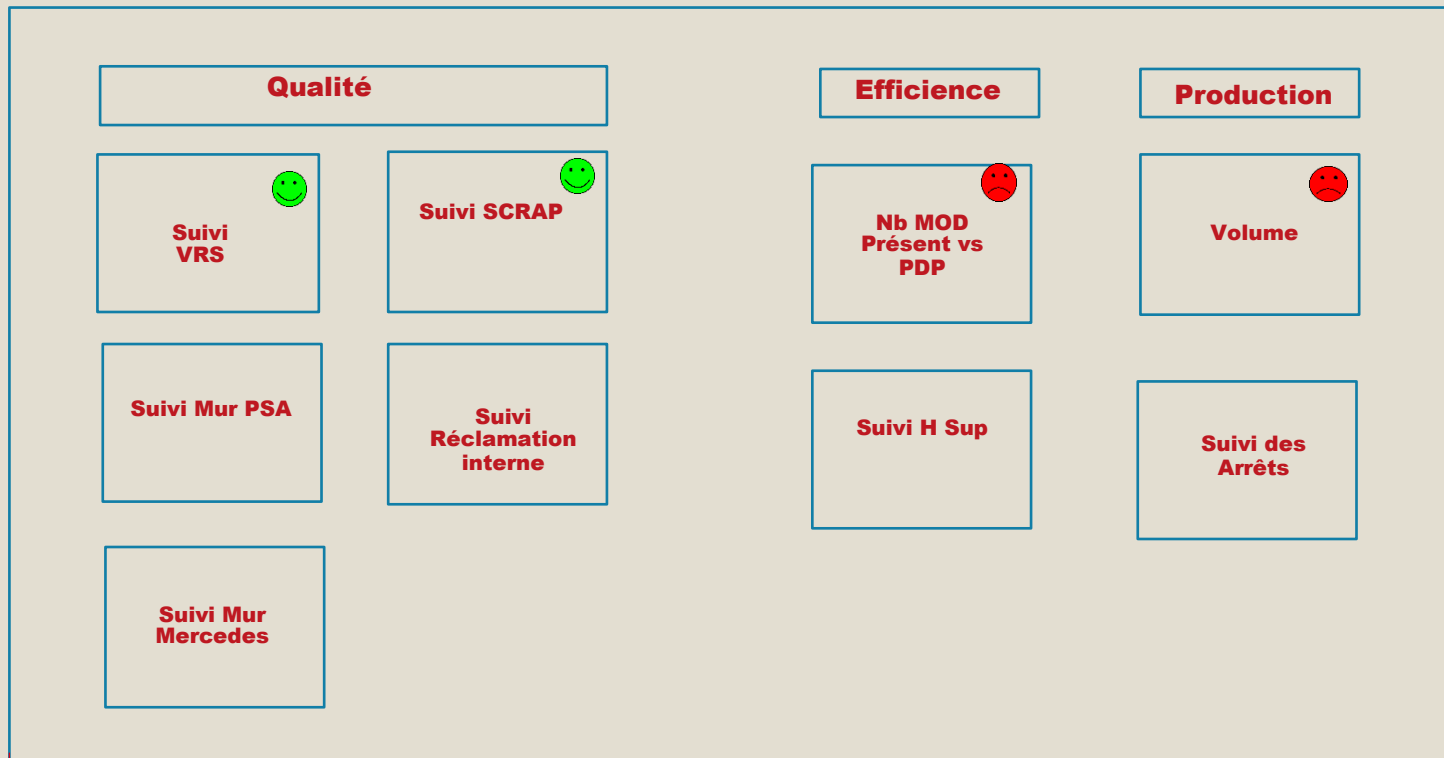 Qualité
Efficience
Production
Suivi
VRS
Suivi SCRAP
Nb MOD
Présent vs
PDP
Volume
Suivi Mur PSA
Suivi
Réclamation
interne
Suivi H Sup
Suivi des
Arrêts
Suivi Mur
Mercedes